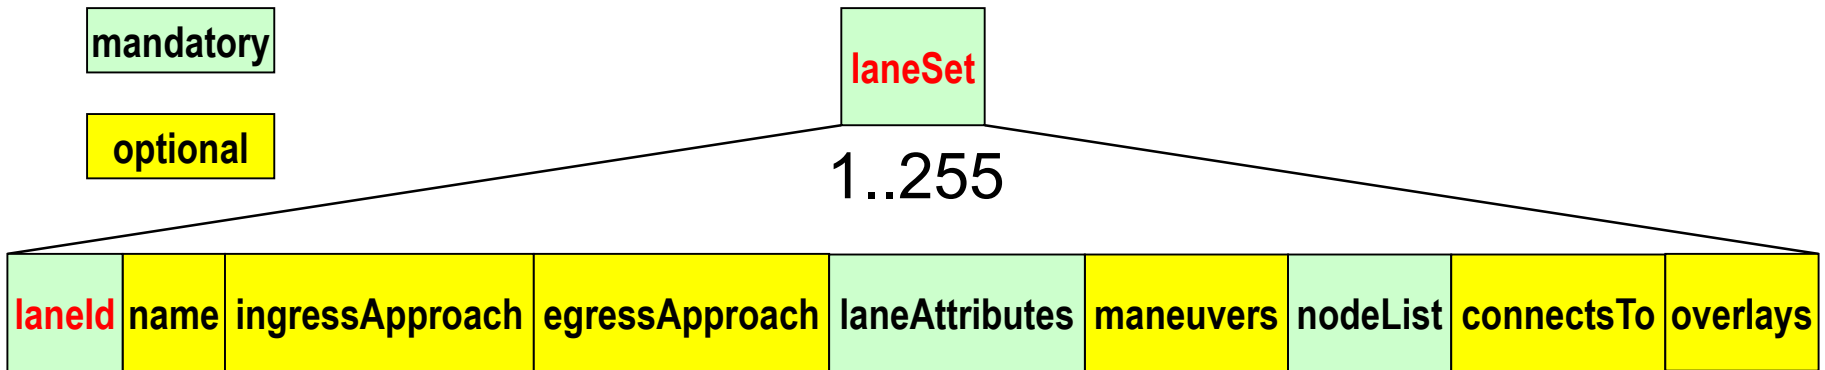 mandatory
laneSet
optional
1..255
laneId name ingressApproach egressApproach laneAttributes maneuvers nodeList connectsTo overlays